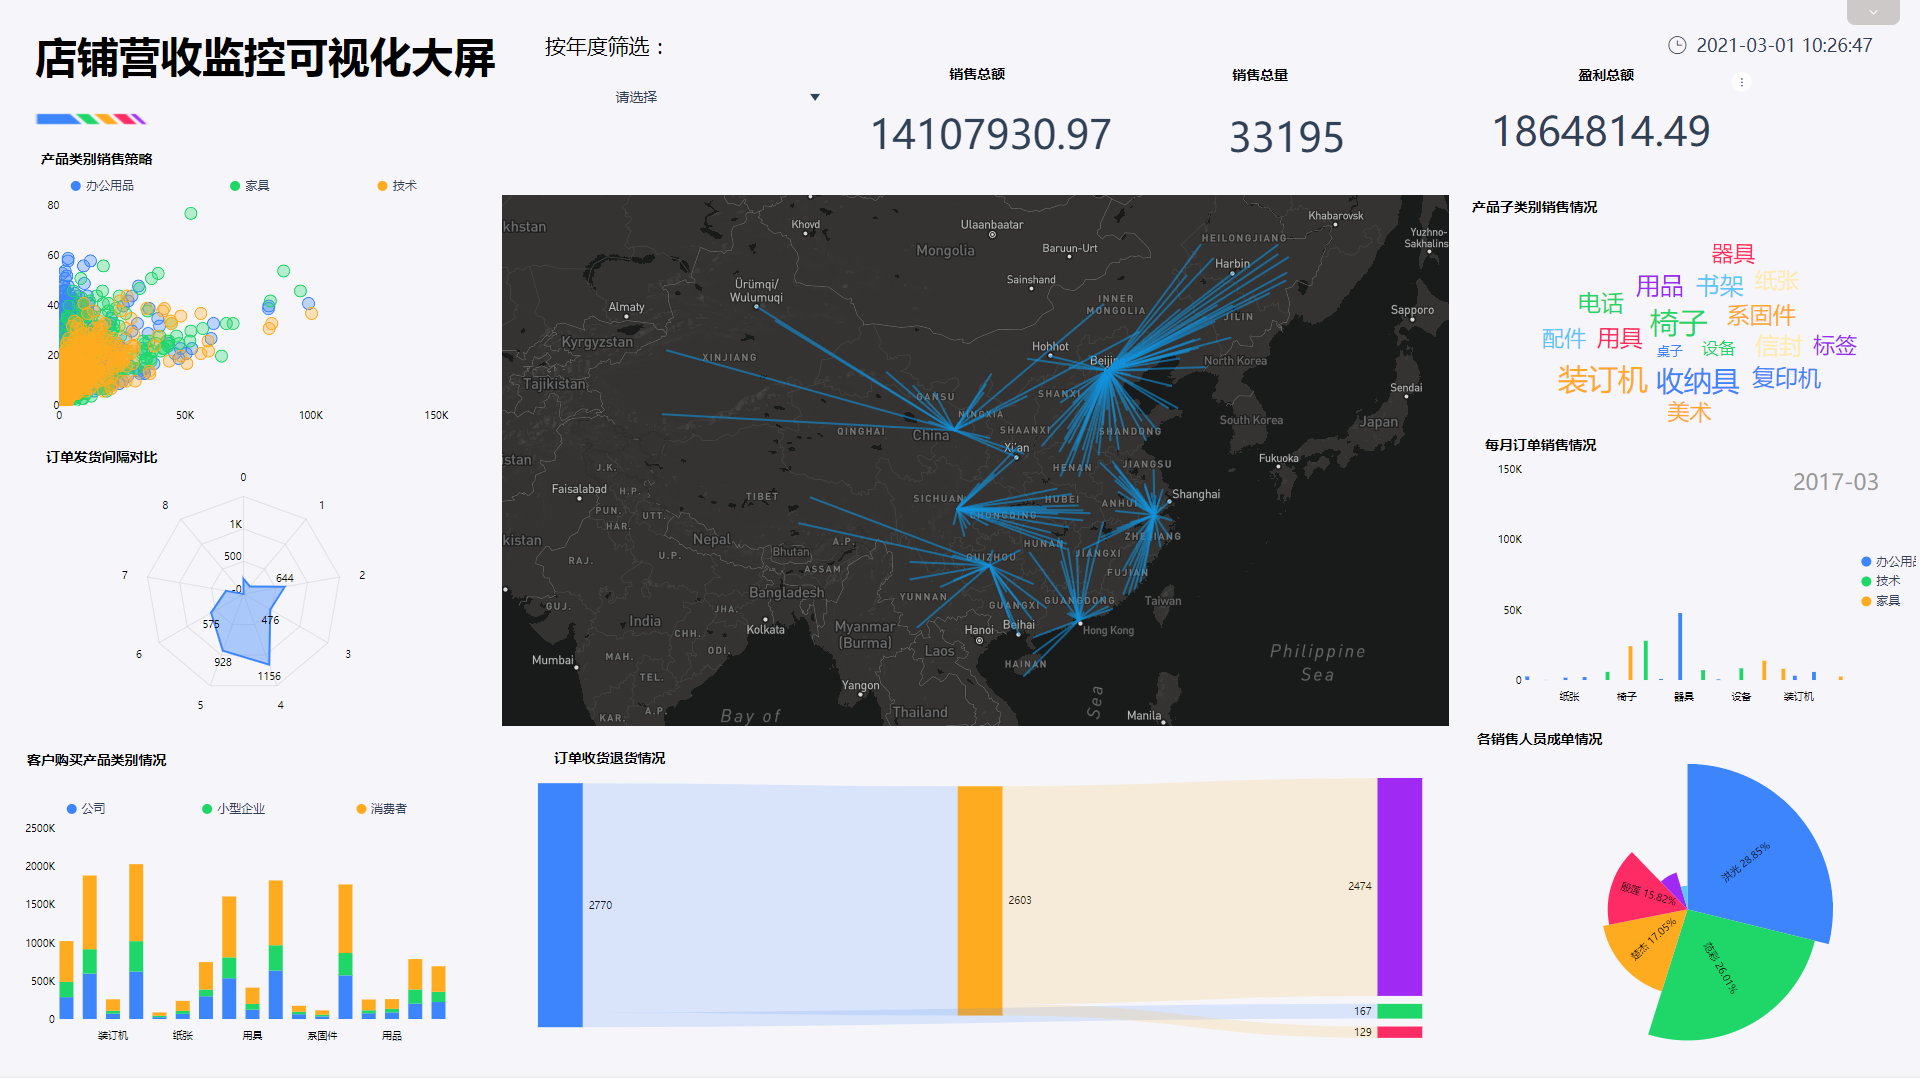 店铺营收监控可视化大屏
按年度筛选：
请选择
2021-03-01 10:26:47
销售总额
14107930.97
销售总量
33195
盈利总额
1864814.49
产品类别销售策略
办公用品
家具
技术
80
60
40
20
0
0
50K
100K
150K
订单发货间隔对比
0
1
2
3
4
5
6
7
8
1K
500
0
644
476
1156
928
575
客户购买产品类别情况
公司
小型企业
消费者
2500K
2000K
1500K
1000K
500K
0
装订机
纸张
用具
系固件
用品
khstan
Khovd
Ulaanbaatar
Mongolia
Baruun-Urt
Sainshand
HEILONGJIANG
Harbin
Khabarovsk
Yuzhno-
Sakhalins
Ürümqi/
Wulumuqi
Almaty
INNER
MONGOLIA
JILIN
Sapporo
Kyrgyzstan
XINJIANG
Hohhot
Beijin
North Korea
Tajikistan
GANSU
NINGXIA
SHANXI
Sendai
QINGHAI
China
SHAANXI
SHANDONG
South Korea
Japan
Xi'an
stan
J.K.
HENAN
JIANGSU
Fukuoka
Faisalabad
H.P.
TIBET
SICHUAN
HUBEI
ANHUI
Shanghai
PUN.
UTT.
CHONGQING
HAR.
kistan
Nepal
A.P.
HUNAN
ZHEJIANG
RAJ.
U.P.
Bhutan
ASSAM
GUIZHOU
JIANGXI
FUJIAN
Bangladesh
YUNNAN
GUANGXI
GUANGDONG
Taiwan
GUJ.
JHA.
India
CHH.
Kolkata
Myanmar
(Burma)
Hanoi
Beihai
Hong Kong
ODI.
Laos
Mumbai
MAH.
HAINAN
Philippine
Sea
TEL.
Yangon
Sea
KAR.
A.P.
Bay of
Thailand
Manila
订单收货退货情况
2770
2603
2474
167
129
产品子类别销售情况
器具
用品
书架
纸张
电话
椅子
系固件
配件
用具
桌子
设备
信封
标签
装订机
收纳具
复印机
美术
每月订单销售情况
2017-03
150K
100K
50K
0
办公用品
技术
家具
纸张
椅子
器具
设备
装订机
各销售人员成单情况
洪光 28.85%
范彩 26.01%
楚杰 17.05%
殷莲 15.82%